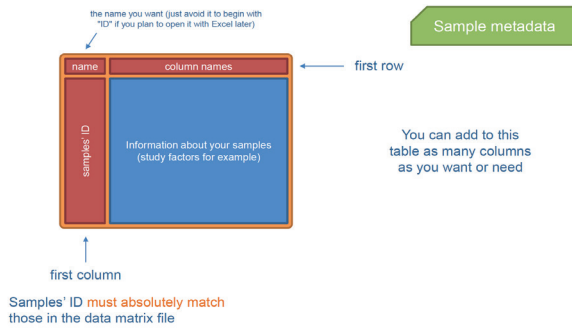 the name you want (just avoid it to begin with
"ID" if you plan to open it with Excel later)
Sample metadata
name
column names
first row
samples' ID
Information about your samples
(study factors for example)
You can add to this
table as many columns
as you want or need
first column
Samples' ID must absolutely match
those in the data matrix file